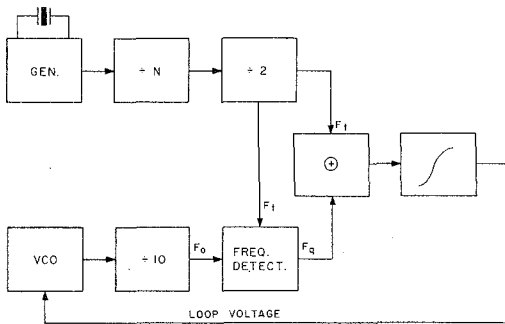 GEN.
÷ N
÷ 2
Ft
⊕
Ft
VCO
÷ 10
Fo
FREQ.
DETECT.
Fq
LOOP VOLTAGE